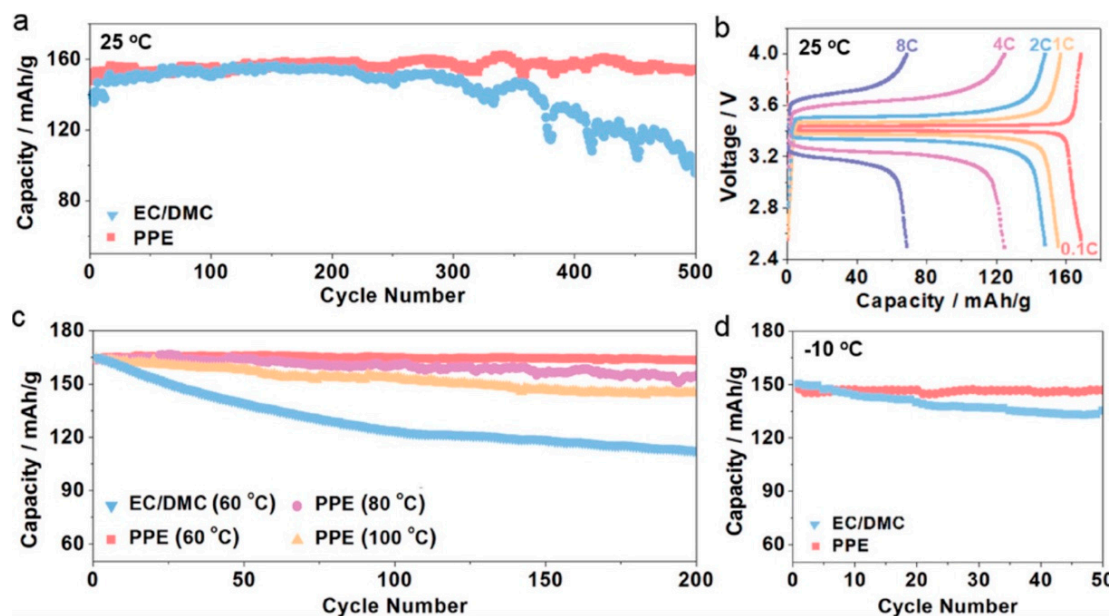 a
25 °C
Capacity / mAh/g
160
120
80
EC/DMC
PPE
0 100 200 300 400 500
Cycle Number
b
25 °C
8C 4C 2C 1C
0.1C
Voltage / V
4.0
3.6
3.2
2.8
2.4
0 40 80 120 160
Capacity / mAh/g
c
Capacity / mAh/g
180
150
120
90
60
EC/DMC (60 °C)
PPE (80 °C)
PPE (60 °C)
PPE (100 °C)
0 50 100 150 200
Cycle Number
d
-10 °C
Capacity / mAh/g
180
150
120
90
60
EC/DMC
PPE
0 10 20 30 40 50
Cycle Number